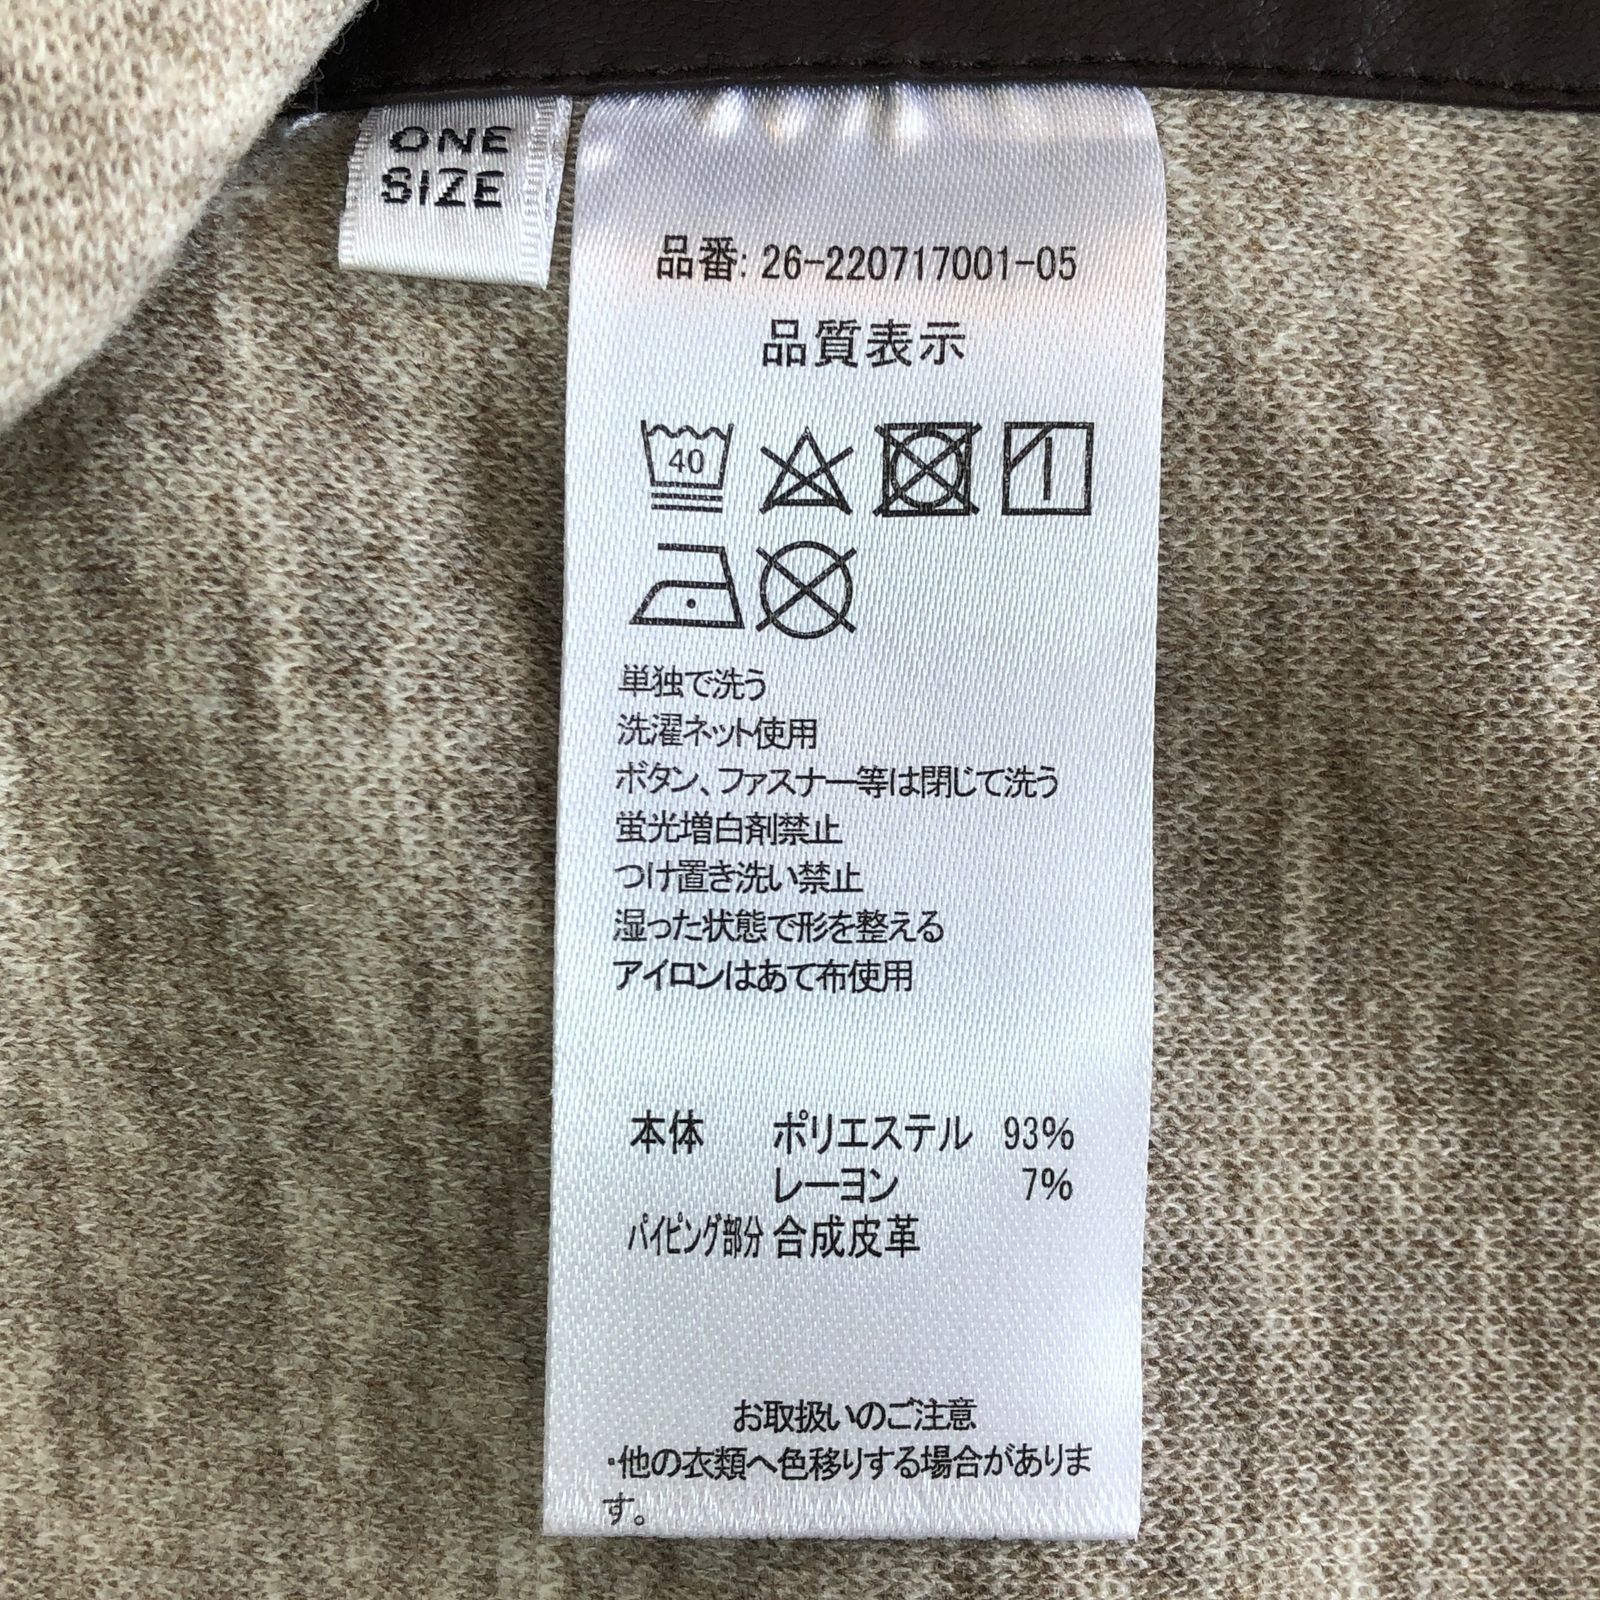 ONE
SIZE
品番: 26-220717001-05
品質表示
40
単独で洗う
洗濯ネット使用
ボタン、ファスナー等は閉じて洗う
蛍光増白剤禁止
つけ置き洗い禁止
湿った状態で形を整える
アイロンはあて布使用
本体 ポリエステル 93%
レーヨン 7%
パイピング部分 合成皮革
お取扱いのご注意
・他の衣類へ色移りする場合がありま
す。